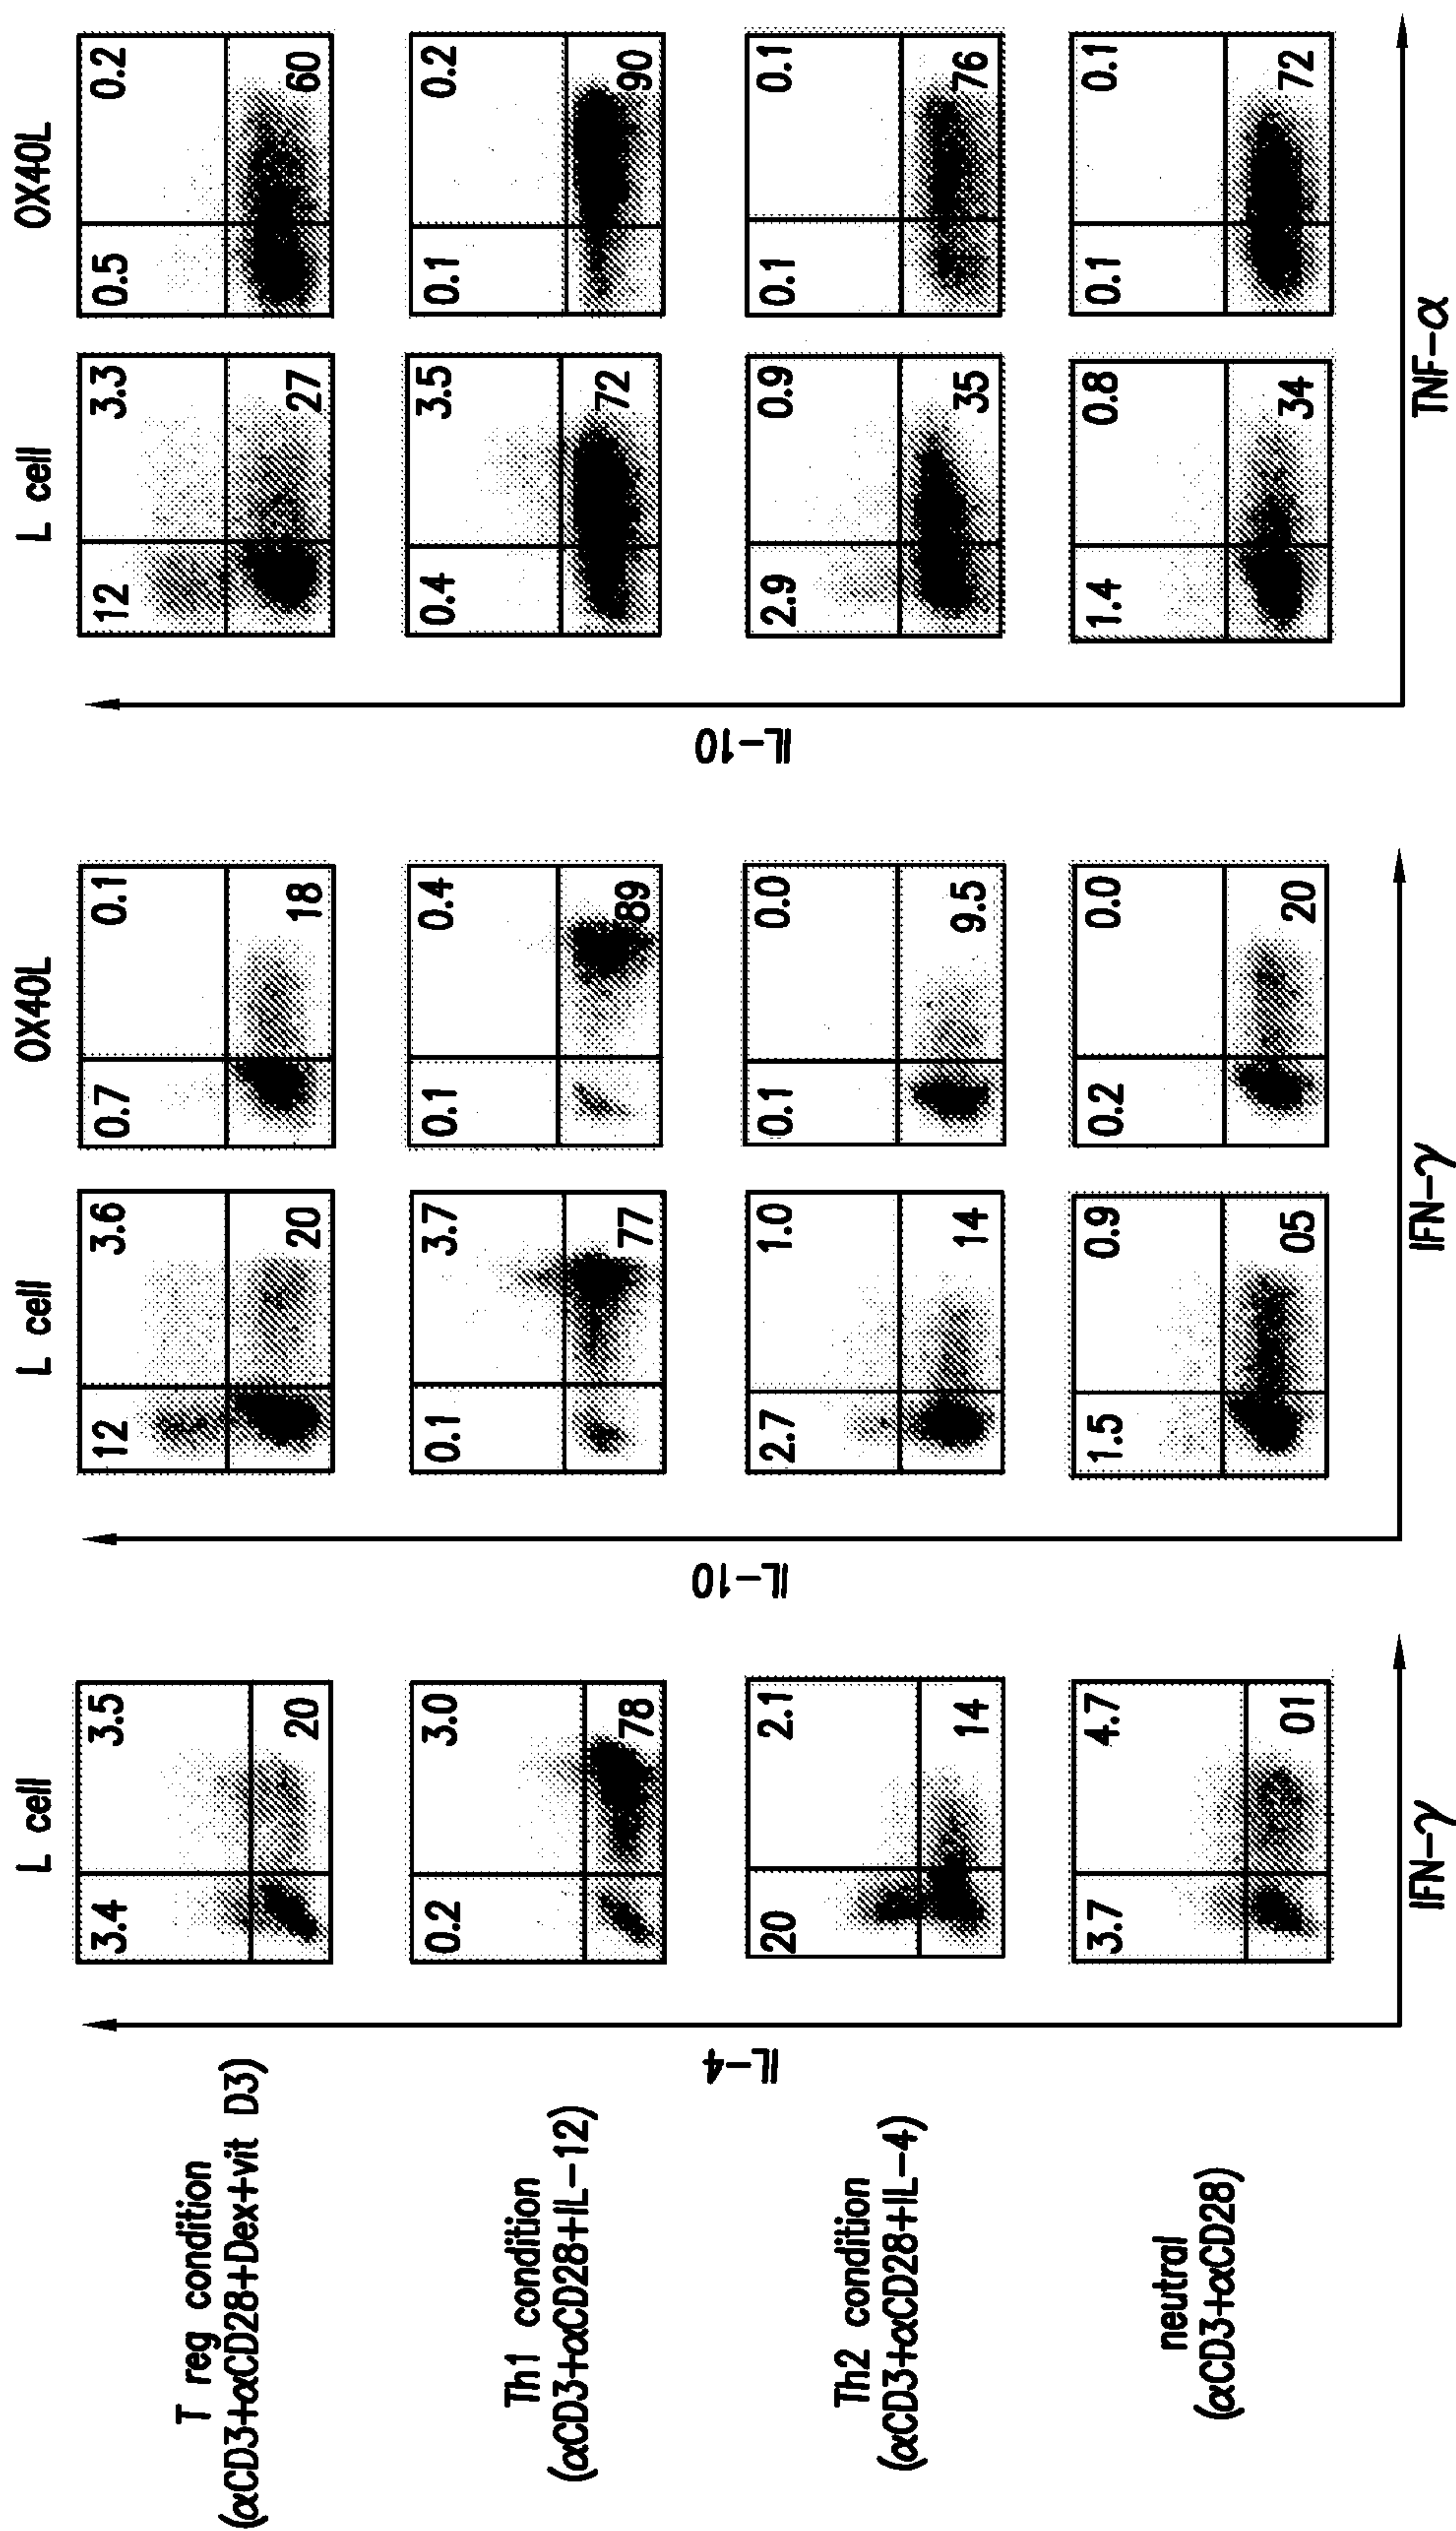 L cell L cell OX40L L cell OX40L
T reg condition
(αCD3+αCD28+Dex+vit D3)
3.4 3.5 12 3.6 0.7 0.1 12 3.3 0.5 0.2
20 20 18 27 60
Th1 condition
(αCD3+αCD28+IL-12)
0.2 3.0 0.1 3.7 0.1 0.4 0.4 3.5 0.1 0.2
78 77 89 72 90
IL-4 IL-10 IL-10
Th2 condition
(αCD3+αCD28+IL-4)
20 2.1 2.7 1.0 0.1 0.0 2.9 0.9 0.1 0.1
14 14 9.5 35 76
neutral
(αCD3+αCD28)
3.7 4.7 1.5 0.9 0.2 0.0 1.4 0.8 0.1 0.1
01 05 20 34 72
IFN-γ IFN-γ TNF-α